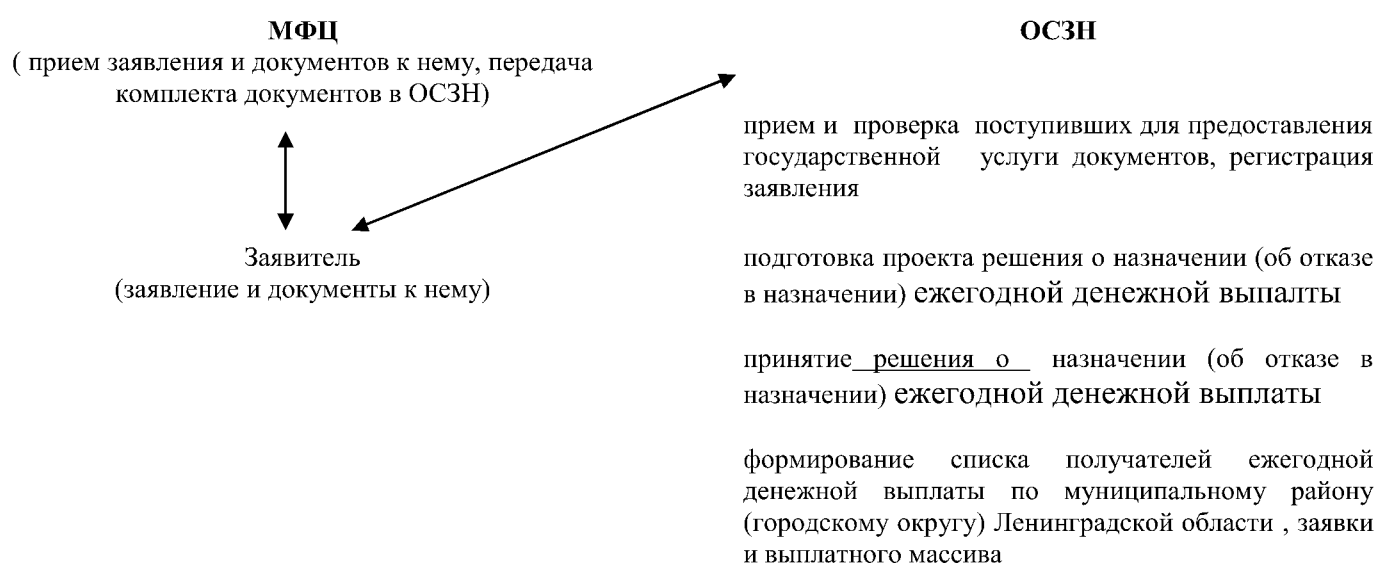 МФЦ
( прием заявления и документов к нему, передача
комплекта документов в ОСЗН)
Заявитель
(заявление и документы к нему)
ОСЗН
прием и проверка поступивших для предоставления
государственной услуги документов, регистрация
заявления
подготовка проекта решения о назначении (об отказе
в назначении) ежегодной денежной выпалты
принятие решения о назначении (об отказе в
назначении) ежегодной денежной выплаты
формирование списка получателей ежегодной
денежной выплаты по муниципальному району
(городскому округу) Ленинградской области , заявки
и выплатного массива